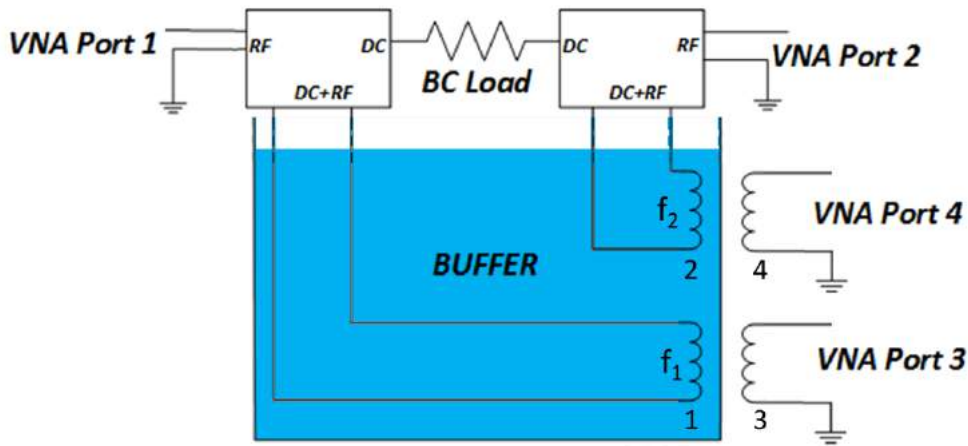 VNA Port 1
RF
DC
DC+RF
BC Load
DC
RF
DC+RF
VNA Port 2
f2
2
4
VNA Port 4
BUFFER
f1
1
3
VNA Port 3